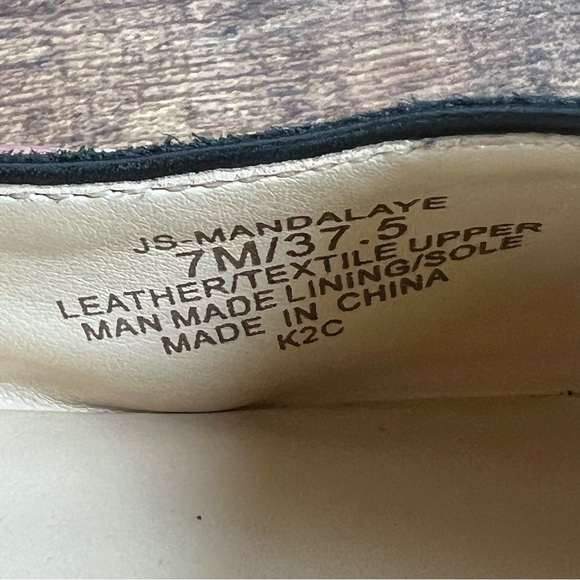 JS-MANDALAYE
7M/37.5
LEATHER/TEXTILE UPPER
MAN MADE LINING/SOLE
MADE IN CHINA
K2C